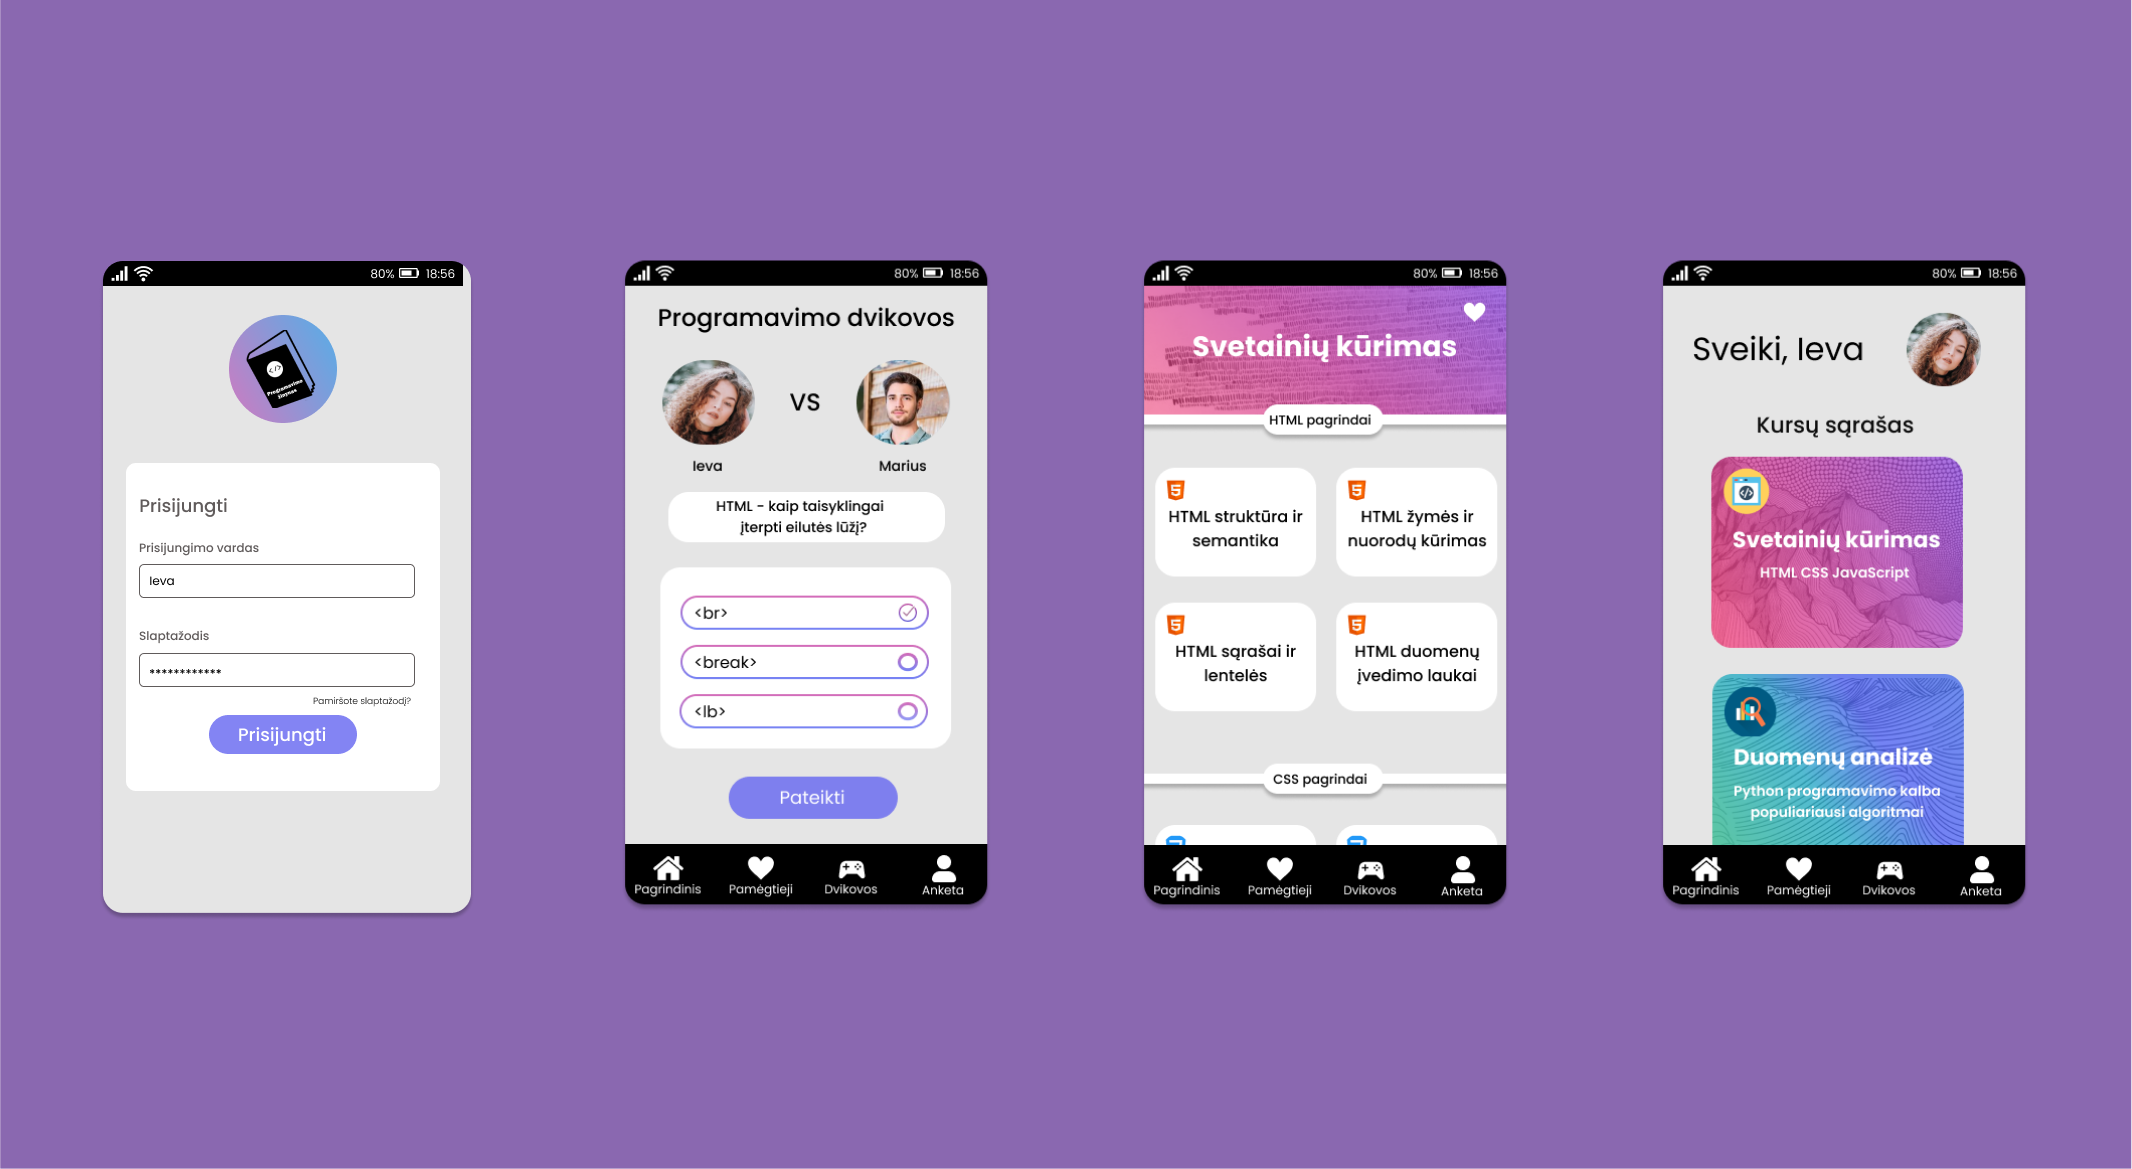 80% 18:56
Programavimo
žinynas
Prisijungti
Prisijungimo vardas
Ieva
Slaptažodis
************
Pamiršote slaptažodį?
Prisijungti
80% 18:56
Programavimo dvikovos
VS
Ieva Marius
HTML - kaip taisyklingai
įterpti eilutės lūžį?
<br>
<break>
<lb>
Pateikti
Pagrindinis Pamėgtieji Dvikovos Anketa
80% 18:56
Svetainių kūrimas
HTML pagrindai
HTML struktūra ir
semantika
HTML žymės ir
nuorodų kūrimas
HTML sąrašai ir
lentelės
HTML duomenų
įvedimo laukai
CSS pagrindai
Pagrindinis Pamėgtieji Dvikovos Anketa
80% 18:56
Sveiki, Ieva
Kursų sąrašas
Svetainių kūrimas
HTML CSS JavaScript
Duomenų analizė
Python programavimo kalba
populiariausi algoritmai
Pagrindinis Pamėgtieji Dvikovos Anketa